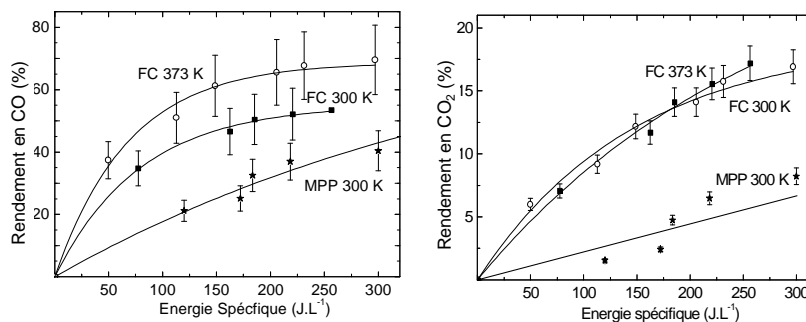 85
60
40
20
Rendement en CO (%)
FC 373 K
FC 300 K
MPP 300 K
50 100 150 200 250 300
Energie Spécifique (J.L⁻¹)
20
15
10
5
Rendement en CO₂ (%)
FC 373 K
FC 300 K
MPP 300 K
50 100 150 200 250 300
Energie spécifique (J.L⁻¹)